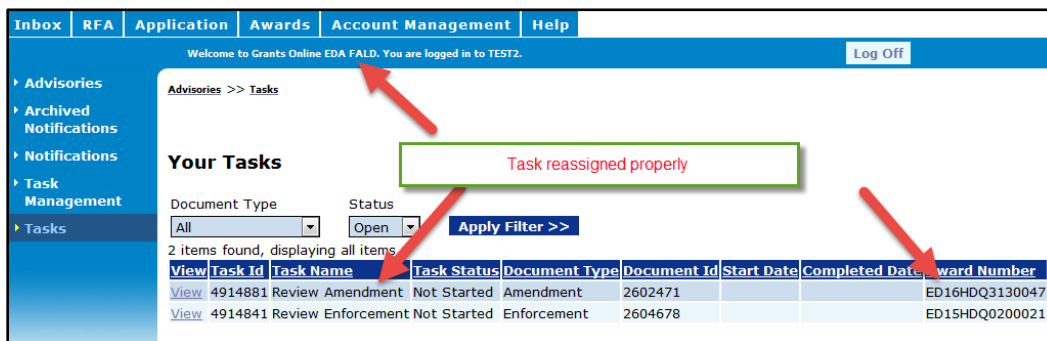 Inbox RFA Application Awards Account Management Help
Welcome to Grants Online EDA FALD. You are logged in to TEST2. Log Off
Advisories
Archived
Notifications
Notifications
Task
Management
Tasks
Advisories >> Tasks
Task reassigned properly
Your Tasks
Document Type Status
All Open Apply Filter >>
2 items found, displaying all items
View Task Id Task Name Task Status Document Type Document Id Start Date Completed Date Award Number
View 4914881 Review Amendment Not Started Amendment 2602471 ED16HDQ3130047
View 4914841 Review Enforcement Not Started Enforcement 2604678 ED15HDQ0200021